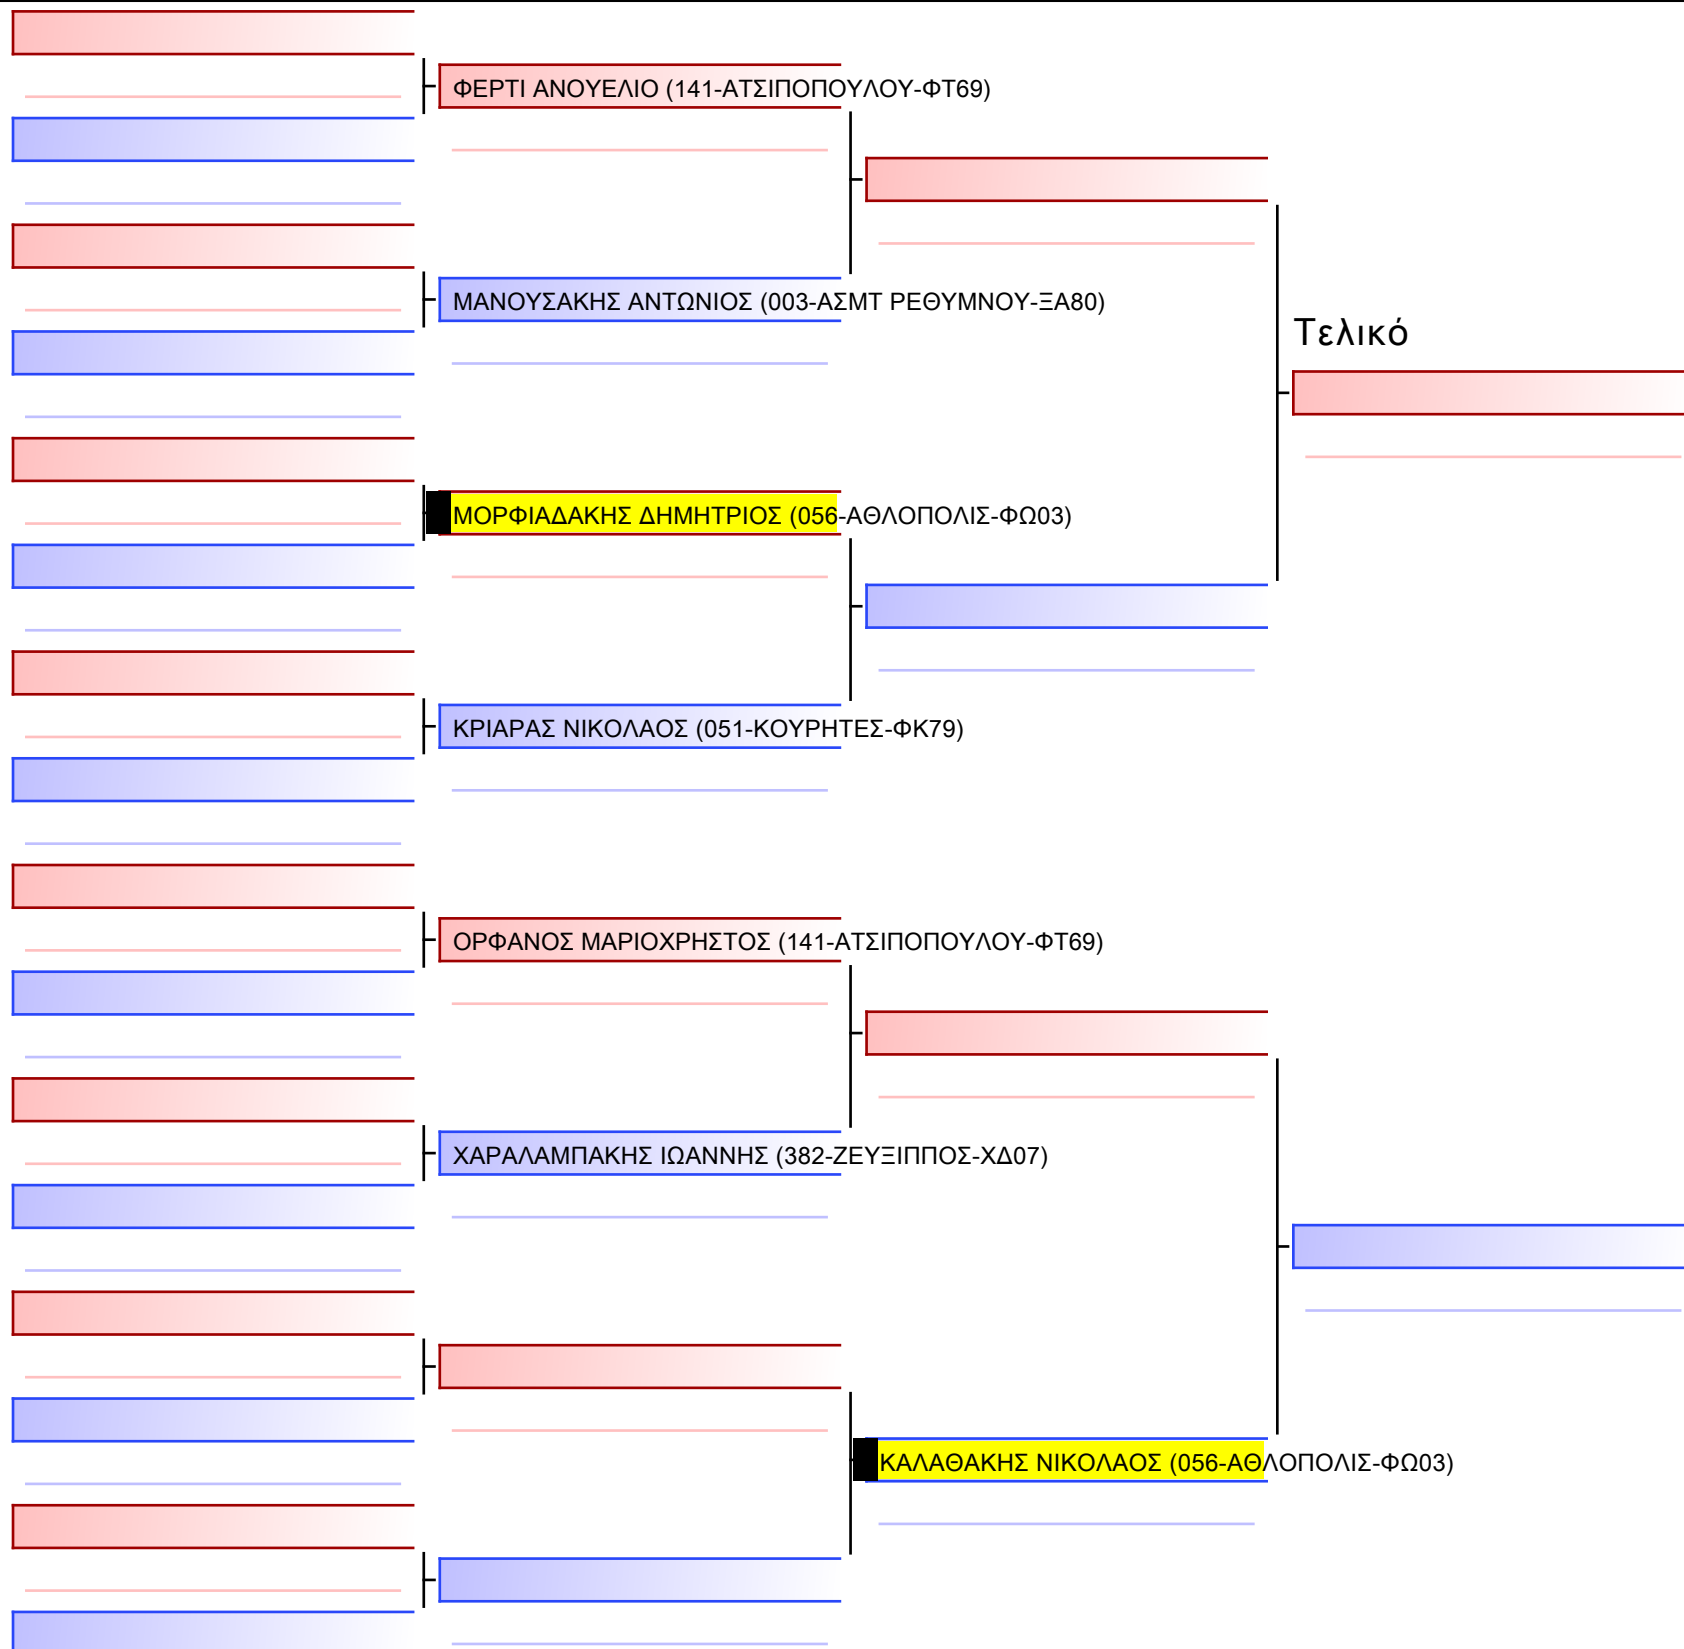 ΦΕΡΤΙ ΑΝΟΥΕΛΙΟ (141-ΑΤΣΙΠΟΠΟΥΛΟΥ-ΦΤ69)
ΜΑΝΟΥΣΑΚΗΣ ΑΝΤΩΝΙΟΣ (003-ΑΣΜΤ ΡΕΘΥΜΝΟΥ-ΞΑ80)
Τελικό
ΜΟΡΦΙΑΔΑΚΗΣ ΔΗΜΗΤΡΙΟΣ (056-ΑΘΛΟΠΟΛΙΣ-ΦΩ03)
ΚΡΙΑΡΑΣ ΝΙΚΟΛΑΟΣ (051-ΚΟΥΡΗΤΕΣ-ΦΚ79)
ΟΡΦΑΝΟΣ ΜΑΡΙΟΧΡΗΣΤΟΣ (141-ΑΤΣΙΠΟΠΟΥΛΟΥ-ΦΤ69)
ΧΑΡΑΛΑΜΠΑΚΗΣ ΙΩΑΝΝΗΣ (382-ΖΕΥΞΙΠΠΟΣ-ΧΔ07)
ΚΑΛΑΘΑΚΗΣ ΝΙΚΟΛΑΟΣ (056-ΑΘΛΟΠΟΛΙΣ-ΦΩ03)